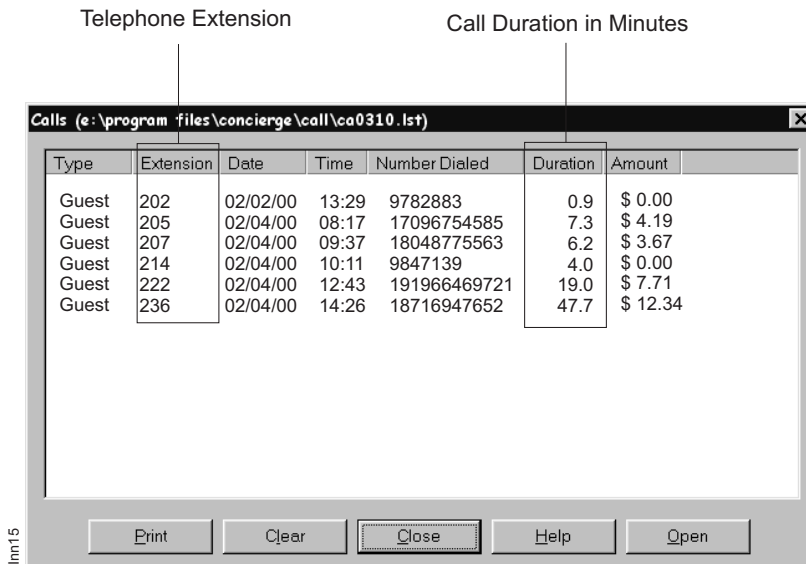 Telephone Extension
Call Duration in Minutes
Calls (e:\program files\concierge\call\ca0310.lst)
Type Extension Date Time Number Dialed Duration Amount
Guest 202 02/02/00 13:29 9782883 0.9 $ 0.00
Guest 205 02/04/00 08:17 17096754585 7.3 $ 4.19
Guest 207 02/04/00 09:37 18048775563 6.2 $ 3.67
Guest 214 02/04/00 10:11 9847139 4.0 $ 0.00
Guest 222 02/04/00 12:43 191966469721 19.0 $ 7.71
Guest 236 02/04/00 14:26 18716947652 47.7 $ 12.34
Print Clear Close Help Open
Inn15